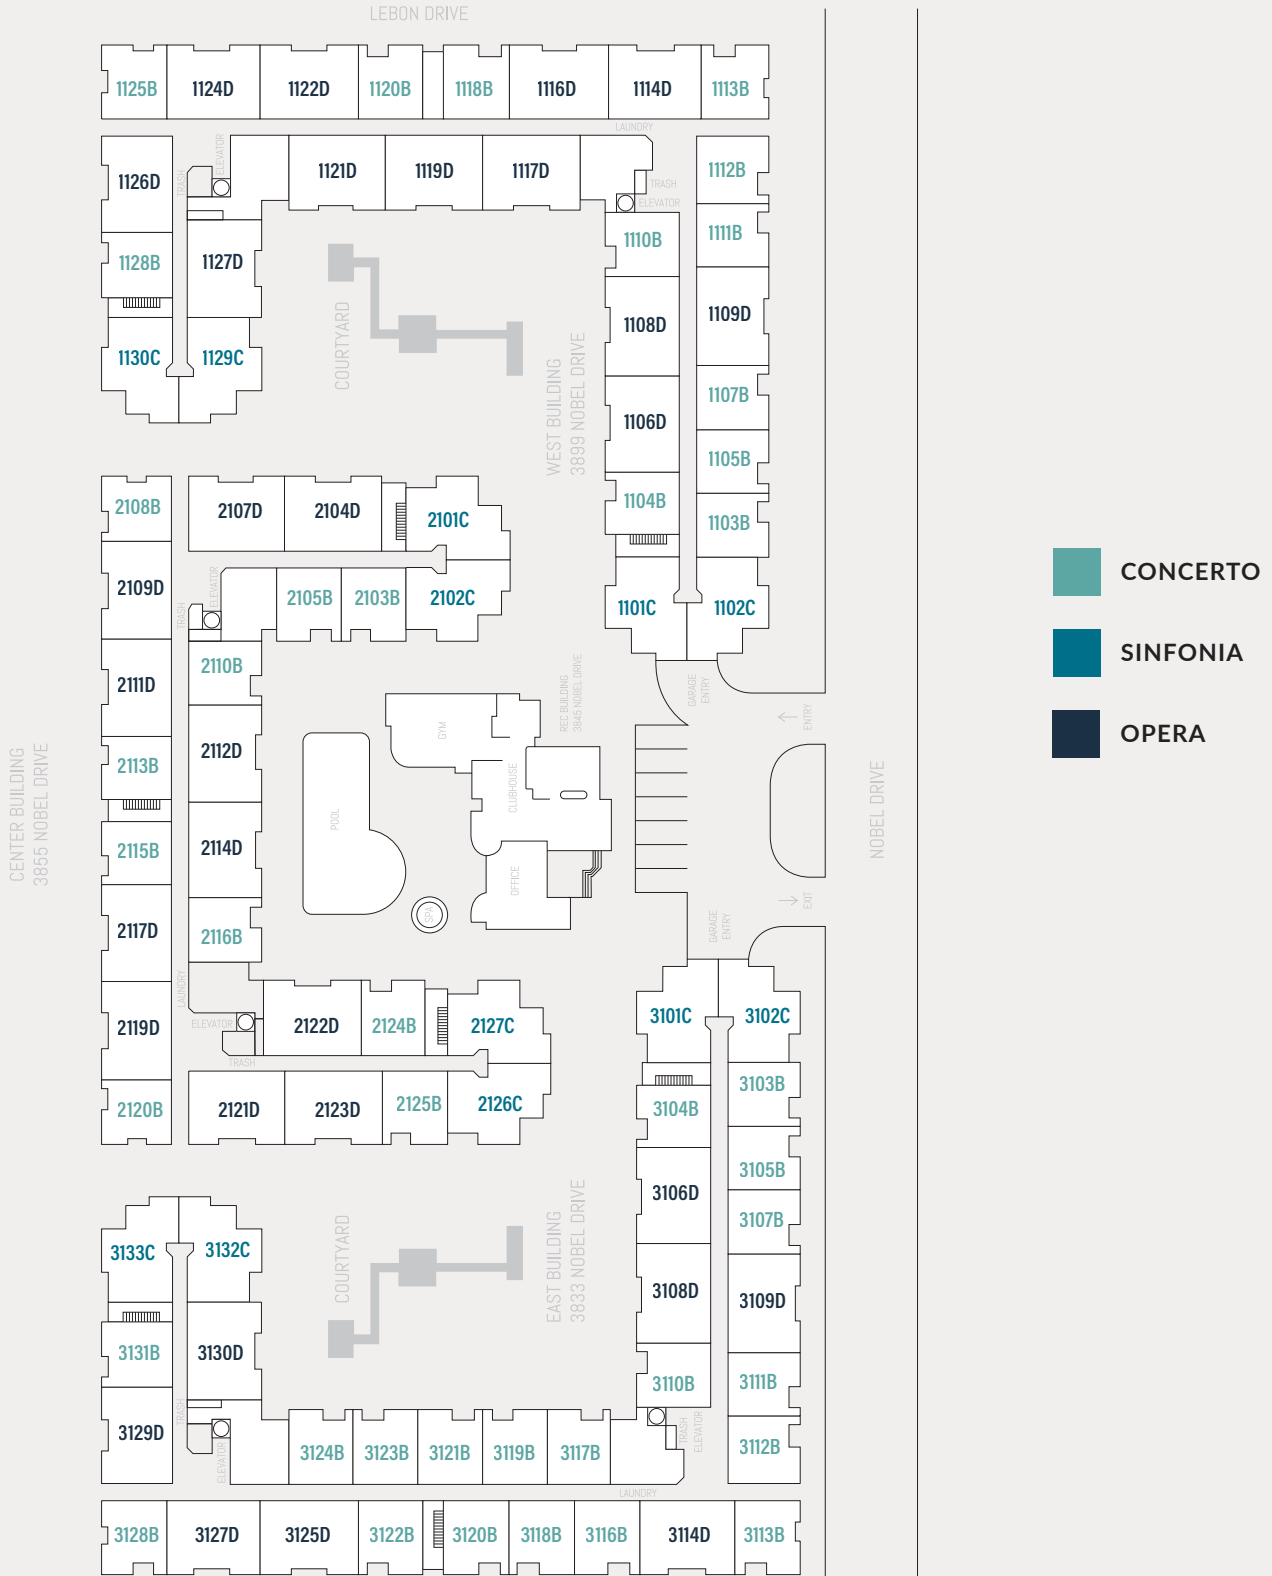 LEBON DRIVE
1125B
1124D
1122D
1120B
1118B
1116D
1114D
1113B
LAUNDRY
1126D
TRASH
ELEVATOR
1121D
1119D
1117D
TRASH
ELEVATOR
1112B
1128B
1127D
1110B
1111B
1108D
1109D
1130C
1129C
COURTYARD
WEST BUILDING
3899 NOBEL DRIVE
1107B
1106D
1105B
1104B
1103B
1101C
1102C
2108B
2107D
2104D
2101C
2109D
TRASH
ELEVATOR
2105B
2103B
2102C
2110B
2111D
2112D
2113B
2114D
2115B
2116B
2117D
2119D
2120B
CENTER BUILDING
3855 NOBEL DRIVE
POOL
SPA
GYM
CLUBHOUSE
OFFICE
REC BUILDING
3845 NOBEL DRIVE
GARAGE
ENTRY
ENTRY
NOBEL DRIVE
EXIT
GARAGE
ENTRY
CONCERTO
SINFONIA
OPERA
LAUNDRY
ELEVATOR
TRASH
2122D
2124B
2127C
2121D
2123D
2125B
2126C
3101C
3102C
3103B
3104B
3105B
3106D
3107B
3108D
3109D
3110B
3111B
3112B
3133C
3132C
COURTYARD
EAST BUILDING
3833 NOBEL DRIVE
3131B
3130D
3129D
TRASH
ELEVATOR
3124B
3123B
3121B
3119B
3117B
TRASH
ELEVATOR
LAUNDRY
3128B
3127D
3125D
3122B
3120B
3118B
3116B
3114D
3113B